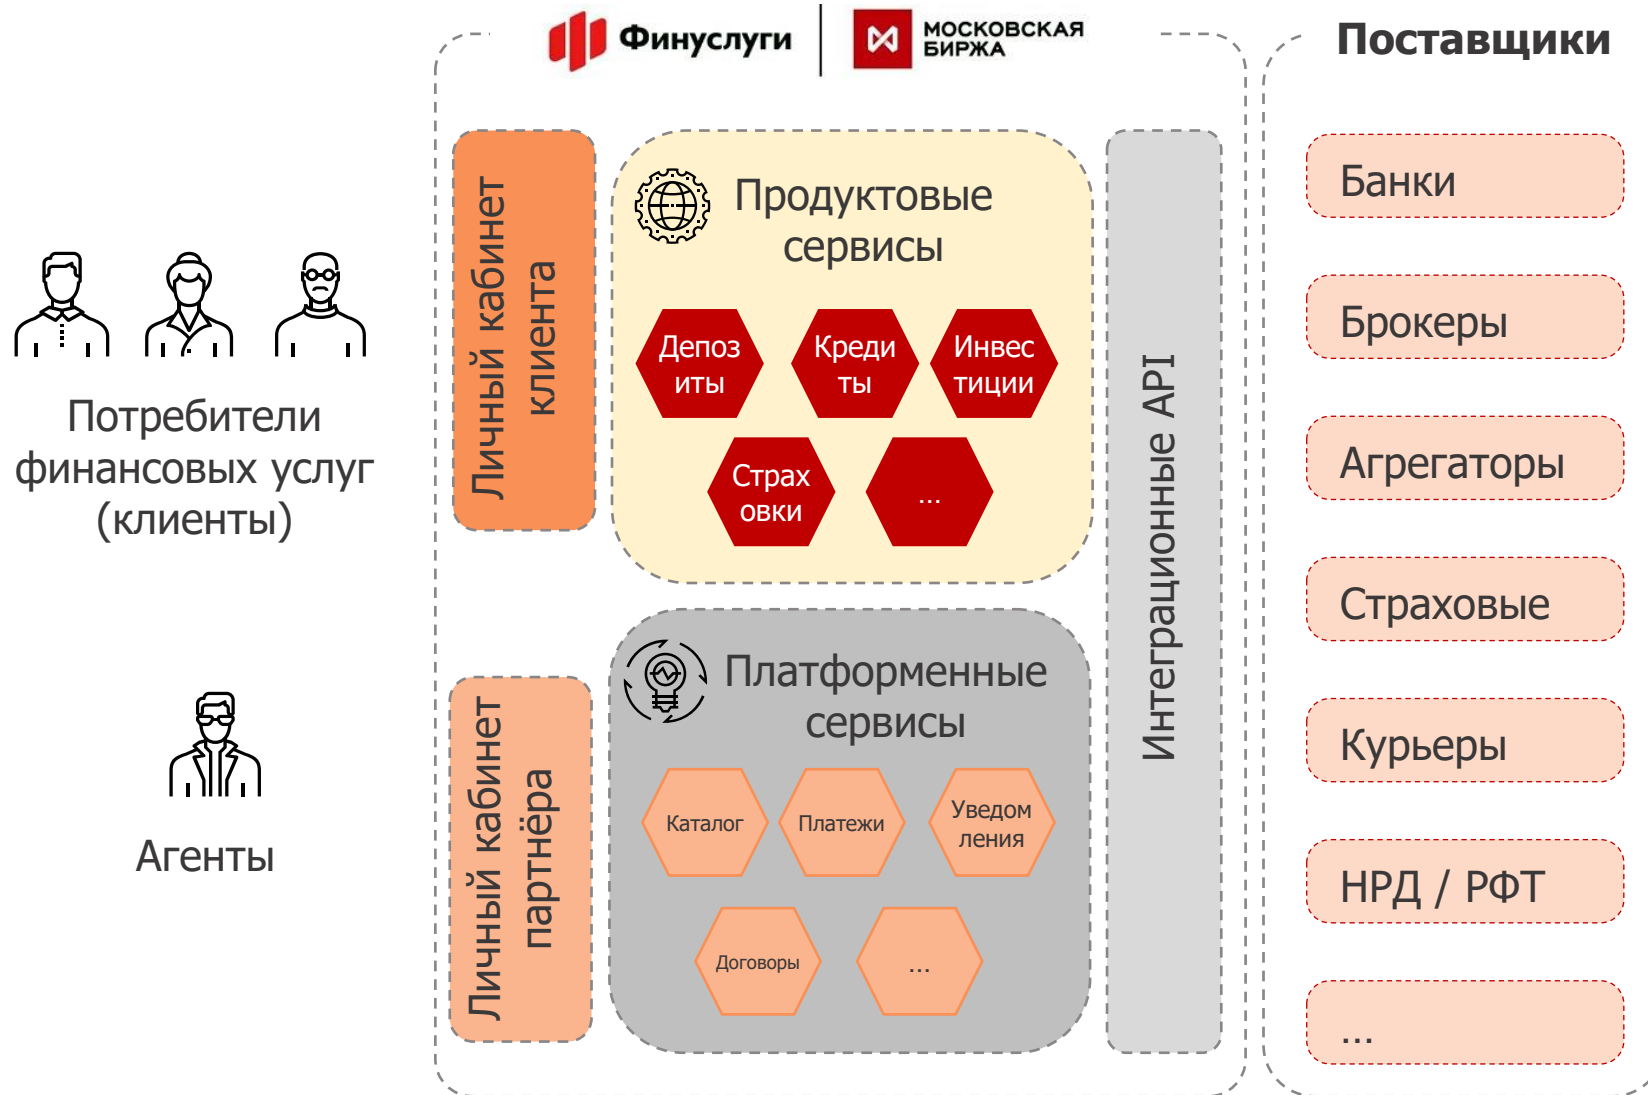 Финуслуги
МОСКОВСКАЯ
БИРЖА
Поставщики
Потребители
финансовых услуг
(клиенты)
Агенты
Личный кабинет
клиента
Личный кабинет
партнёра
Продуктовые
сервисы
Депоз
иты
Креди
ты
Инвес
тиции
Страх
овки
...
Платформенные
сервисы
Каталог
Платежи
Уведом
ления
Договоры
...
Интеграционные API
Банки
Брокеры
Агрегаторы
Страховые
Курьеры
НРД / РФТ
...